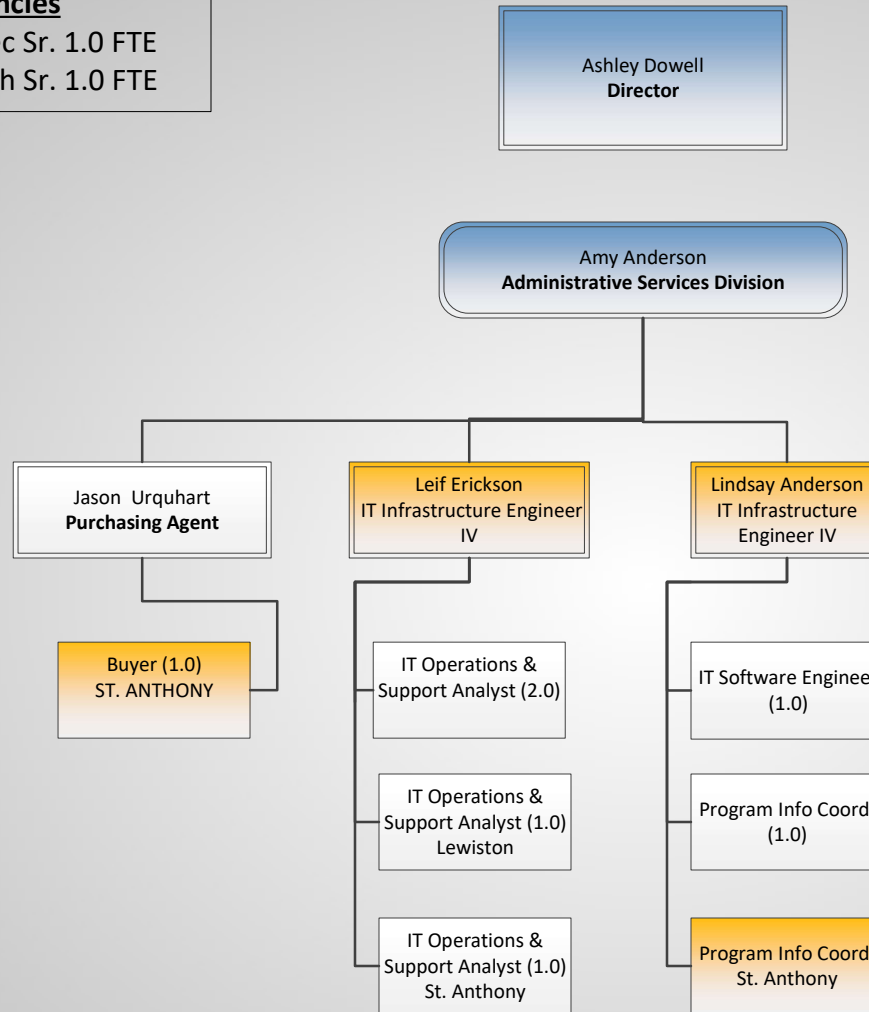 Sr. 1.0 FTE
Sr. 1.0 FTE
Ashley Dowell
Director
Amy Anderson
Administrative Services Division
Jason Urquhart
Purchasing Agent
Leif Erickson
IT Infrastructure Engineer
IV
Lindsay Anderson
IT Infrastructure
Engineer IV
Buyer (1.0)
ST. ANTHONY
IT Operations &
Support Analyst (2.0)
IT Operations &
Support Analyst (1.0)
Lewiston
IT Operations &
Support Analyst (1.0)
St. Anthony
IT Software
(1.0)
Program Info Coord
(1.0)
Program Info Coord
St. Anthony